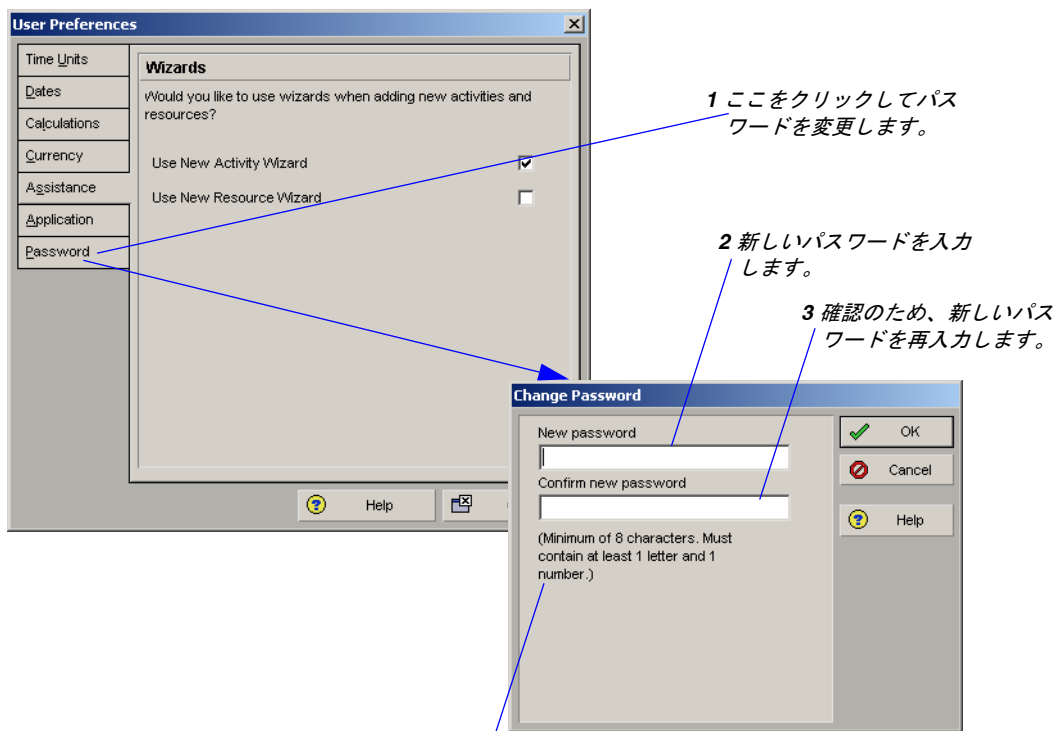 User Preferences
Time Units
Dates
Calculations
Currency
Assistance
Application
Password
Wizards
Would you like to use wizards when adding new activities and
resources?
Use New Activity Wizard
Use New Resource Wizard
Help
1 ここをクリックしてパス
ワードを変更します。
2 新しいパスワードを入力
します。
3 確認のため、新しいパス
ワードを再入力します。
Change Password
New password
Confirm new password
(Minimum of 8 characters. Must
contain at least 1 letter and 1
number.)
OK
Cancel
Help